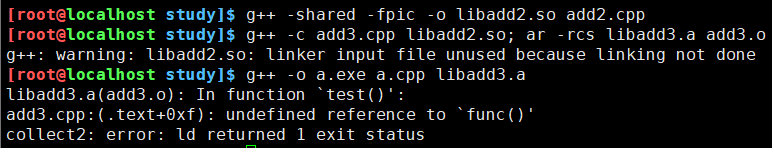 [root@localhost study]$ g++ -shared -fpic -o libadd2.so add2.cpp
[root@localhost study]$ g++ -c add3.cpp libadd2.so; ar -rcs libadd3.a add3.o
g++: warning: libadd2.so: linker input file unused because linking not done
[root@localhost study]$ g++ -o a.exe a.cpp libadd3.a
libadd3.a(add3.o): In function `test()':
add3.cpp:(.text+0xf): undefined reference to `func()'
collect2: error: ld returned 1 exit status